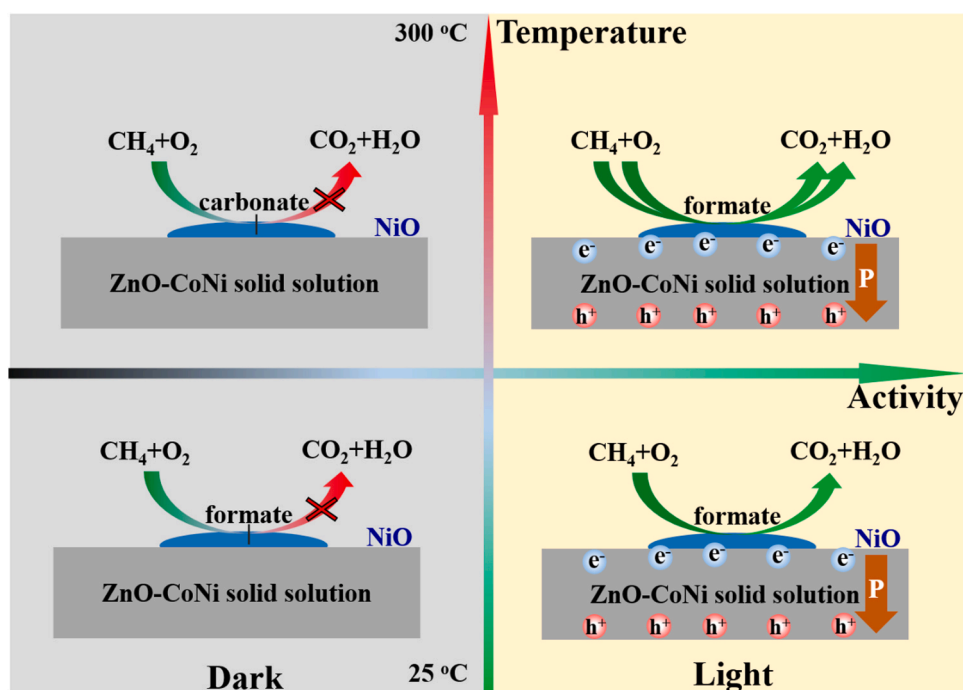 300 °C
Temperature
CH₄+O₂
CO₂+H₂O
carbonate
NiO
ZnO-CoNi solid solution
CH₄+O₂
CO₂+H₂O
formate
NiO
e⁻ e⁻ e⁻ e⁻ e⁻
ZnO-CoNi solid solution
P
h⁺ h⁺ h⁺ h⁺ h⁺
Activity
CH₄+O₂
CO₂+H₂O
formate
NiO
ZnO-CoNi solid solution
CH₄+O₂
CO₂+H₂O
formate
NiO
e⁻ e⁻ e⁻ e⁻ e⁻
ZnO-CoNi solid solution
P
h⁺ h⁺ h⁺ h⁺ h⁺
Dark
25 °C
Light